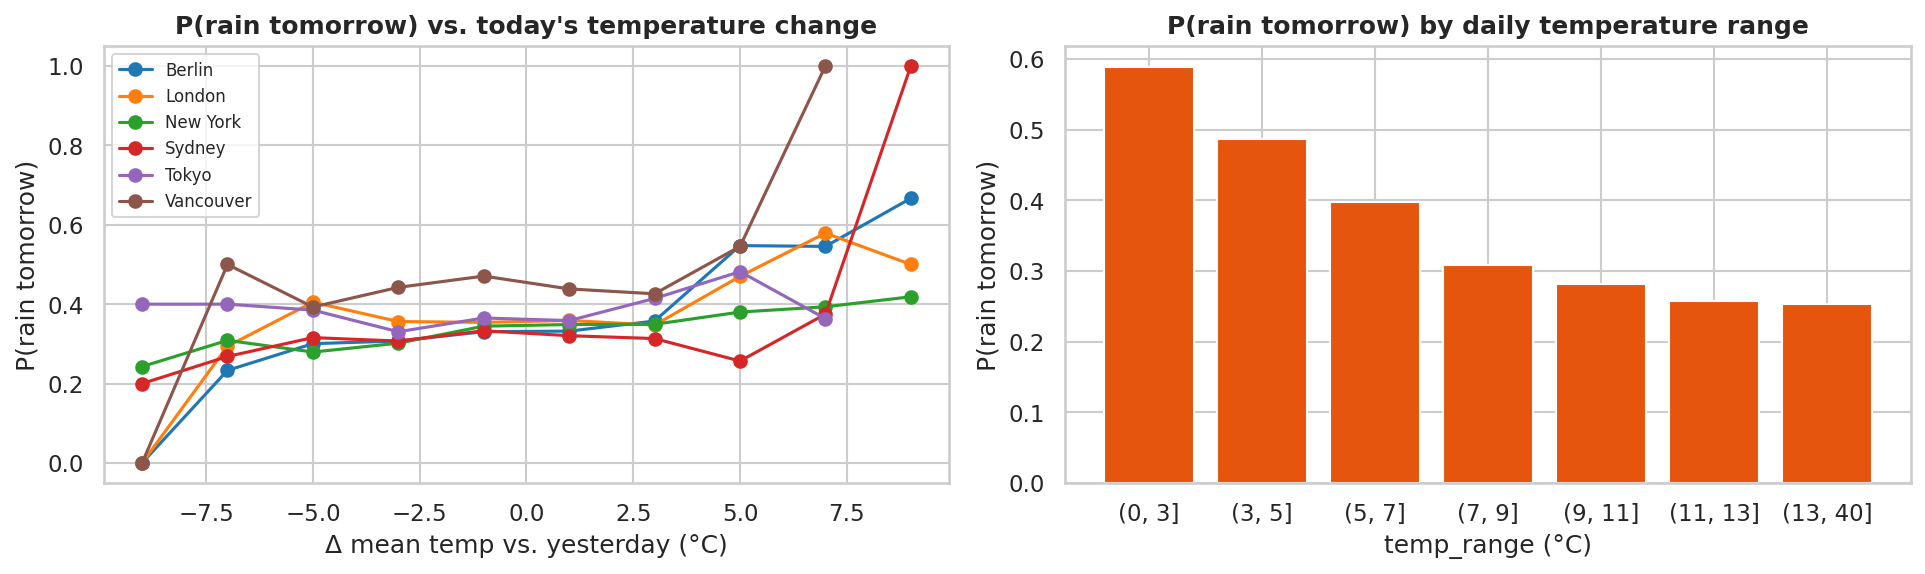 P(rain tomorrow) vs. today's temperature change
P(rain tomorrow)
1.0
0.8
0.6
0.4
0.2
0.0
Berlin
London
New York
Sydney
Tokyo
Vancouver
−7.5 −5.0 −2.5 0.0 2.5 5.0 7.5
Δ mean temp vs. yesterday (°C)
P(rain tomorrow) by daily temperature range
P(rain tomorrow)
0.6
0.5
0.4
0.3
0.2
0.1
0.0
(0, 3] (3, 5] (5, 7] (7, 9] (9, 11] (11, 13] (13, 40]
temp_range (°C)